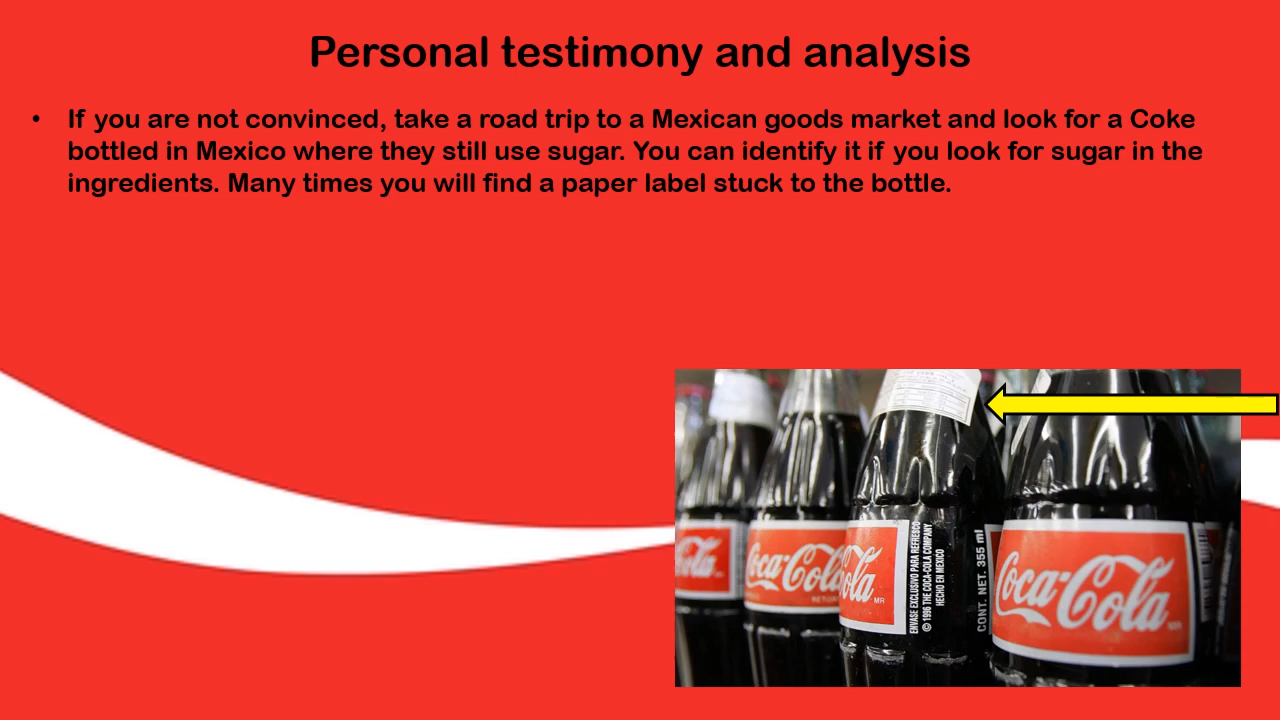 Personal testimony and analysis
• If you are not convinced, take a road trip to a Mexican goods market and look for a Coke
bottled in Mexico where they still use sugar. You can identify it if you look for sugar in the
ingredients. Many times you will find a paper label stuck to the bottle.
Coca-Cola
Cola
MR
ENVASE EXCLUSIVO PARA REFRESCO
© 1996 THE COCA-COLA COMPANY.
HECHO EN MEXICO
CONT. NET. 355 ml
Coca-Cola